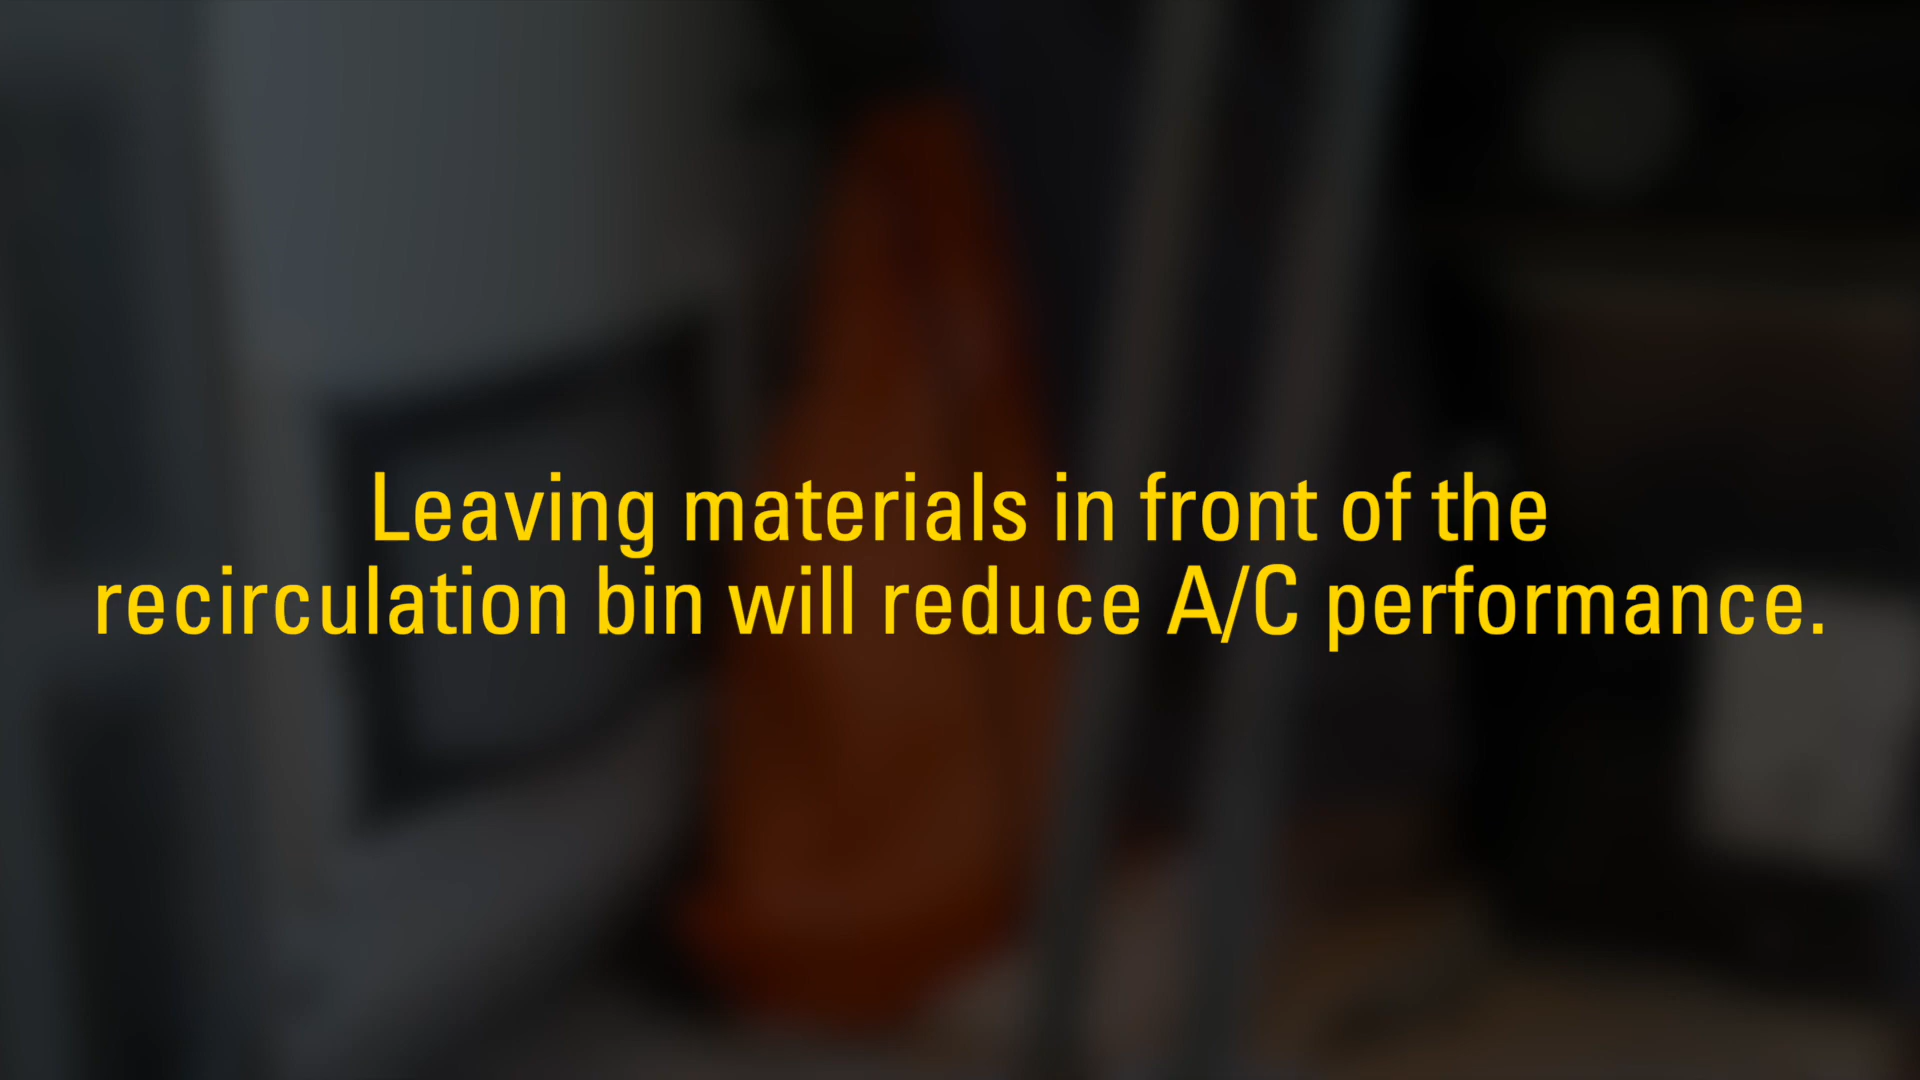 Leaving materials in front of the
recirculation bin will reduce A/C performance.